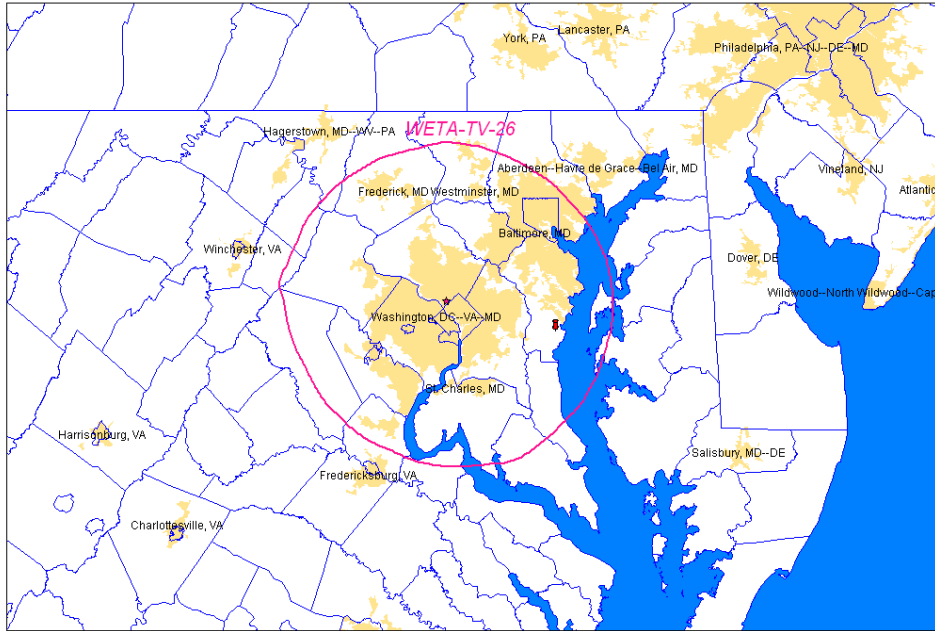 Lancaster, PA
York, PA
Philadelphia, PA--NJ--DE--MD
WETA-TV-26
Hagerstown, MD--WV--PA
Aberdeen--Havre de Grace--Bel Air, MD
Vineland, NJ
Frederick, MD
Westminster, MD
Atlantic
Baltimore, MD
Winchester, VA
Dover, DE
Wildwood--North Wildwood--Cap
Washington, DC--VA--MD
St. Charles, MD
Harrisonburg, VA
Salisbury, MD--DE
Fredericksburg, VA
Charlottesville, VA